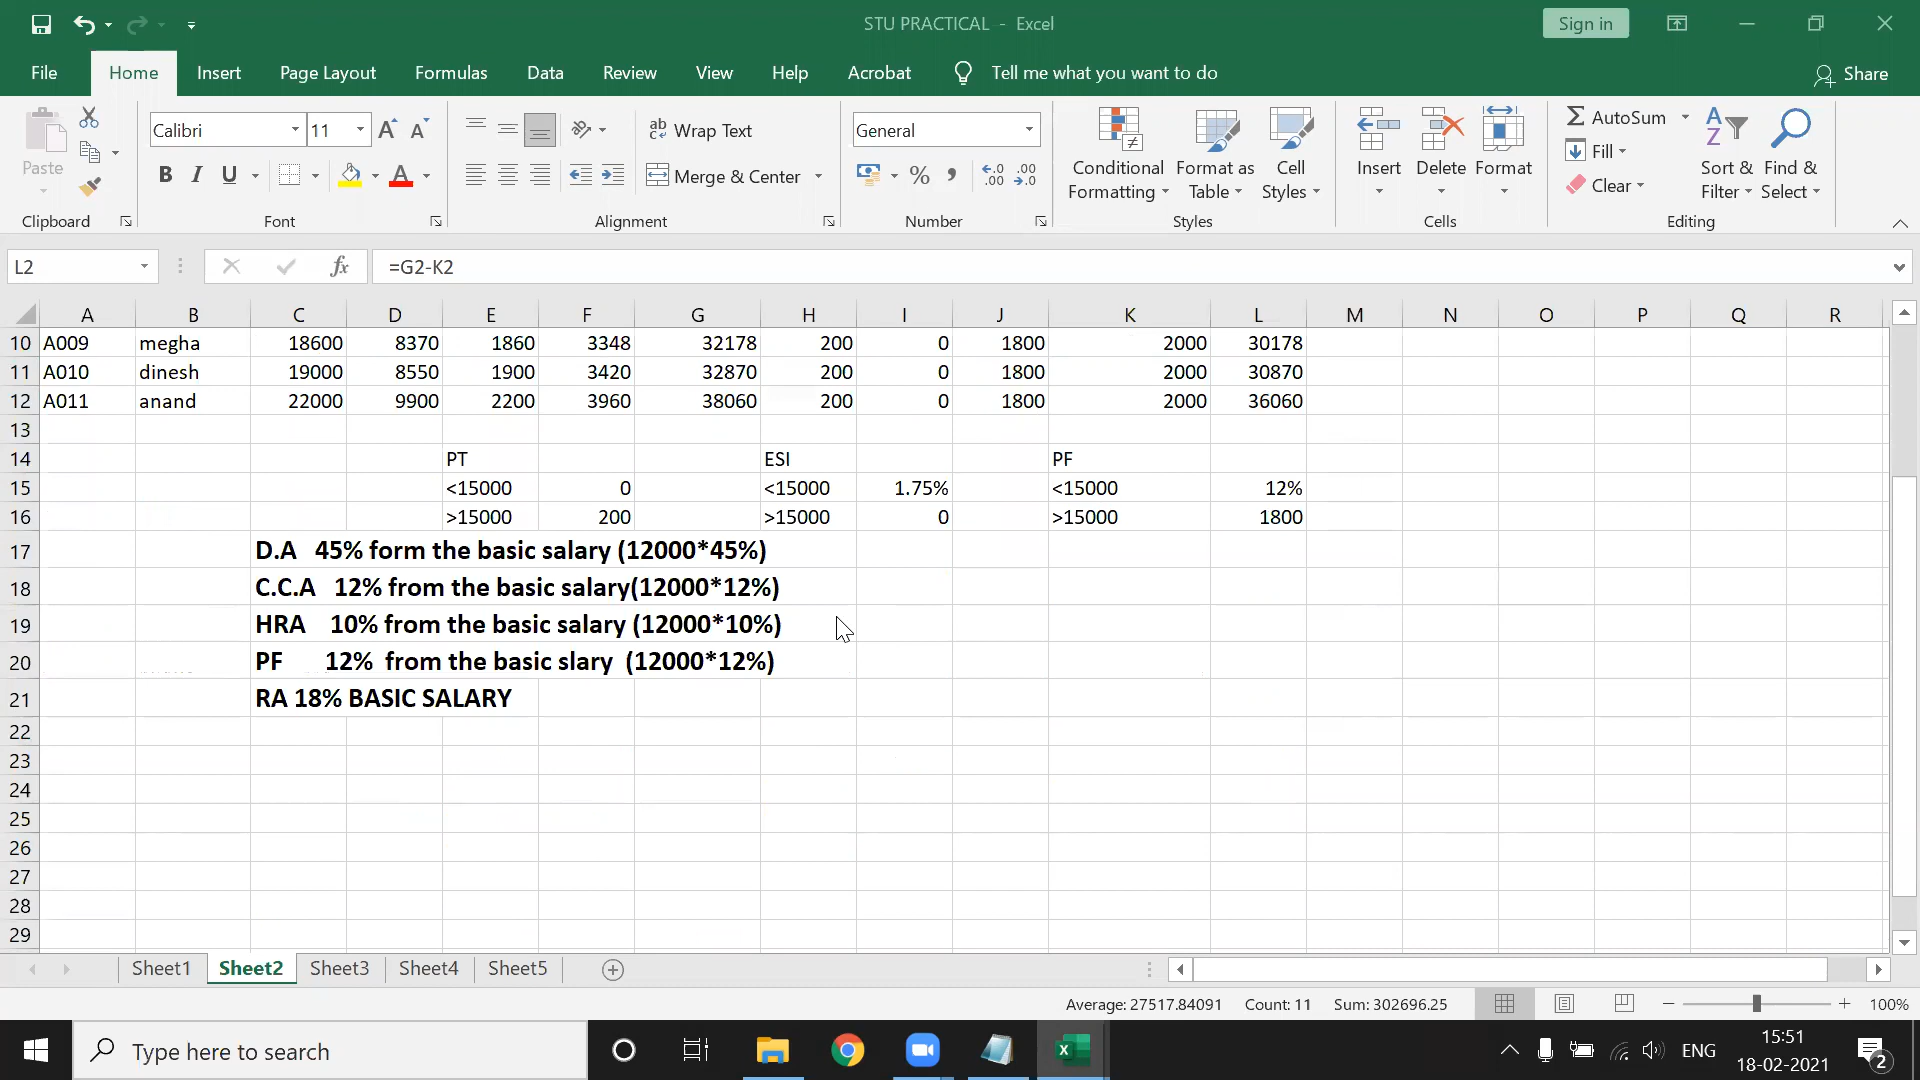 STU PRACTICAL - Excel
Sign in
File Home Insert Page Layout Formulas Data Review View Help Acrobat Tell me what you want to do Share
Paste
Clipboard
Calibri 11
B I U
Font
Wrap Text
Merge & Center
Alignment
General
Number
Conditional Formatting
Format as Table
Cell Styles
Styles
Insert Delete Format
Cells
AutoSum
Fill
Clear
Sort & Filter
Find & Select
Editing
L2 fx =G2-K2
A B C D E F G H I J K L M N O P Q R
10 A009 megha 18600 8370 1860 3348 32178 200 0 1800 2000 30178
11 A010 dinesh 19000 8550 1900 3420 32870 200 0 1800 2000 30870
12 A011 anand 22000 9900 2200 3960 38060 200 0 1800 2000 36060
13
14 PT ESI PF
15 <15000 0 <15000 1.75% <15000 12%
16 >15000 200 >15000 0 >15000 1800
17 D.A 45% form the basic salary (12000*45%)
18 C.C.A 12% from the basic salary(12000*12%)
19 HRA 10% from the basic salary (12000*10%)
20 PF 12% from the basic slary (12000*12%)
21 RA 18% BASIC SALARY
22
23
24
25
26
27
28
29
Sheet1 Sheet2 Sheet3 Sheet4 Sheet5
Average: 27517.84091 Count: 11 Sum: 302696.25 100%
Type here to search
ENG
15:51
18-02-2021
2